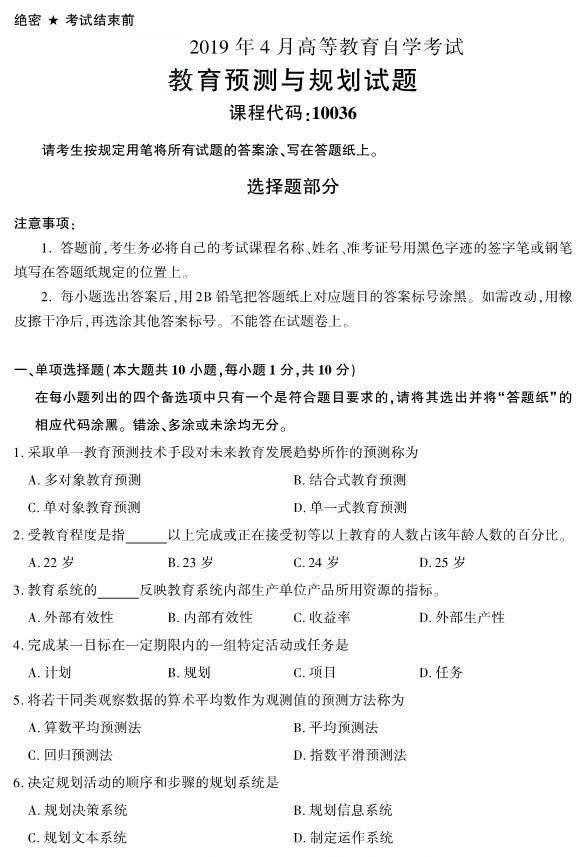 绝密 ★ 考试结束前
2019 年 4 月高等教育自学考试
教育预测与规划试题
课程代码:10036
请考生按规定用笔将所有试题的答案涂、写在答题纸上。
选择题部分
注意事项:
1. 答题前,考生务必将自己的考试课程名称、姓名、准考证号用黑色字迹的签字笔或钢笔
填写在答题纸规定的位置上。
2. 每小题选出答案后,用 2B 铅笔把答题纸上对应题目的答案标号涂黑。如需改动,用橡
皮擦干净后,再选涂其他答案标号。不能答在试题卷上。
一、单项选择题(本大题共 10 小题,每小题 1 分,共 10 分)
在每小题列出的四个备选项中只有一个是符合题目要求的,请将其选出并将“答题纸”的
相应代码涂黑。错涂、多涂或未涂均无分。
1. 采取单一教育预测技术手段对未来教育发展趋势所作的预测称为
A. 多对象教育预测 B. 结合式教育预测
C. 单对象教育预测 D. 单一式教育预测
2. 受教育程度是指______以上完成或正在接受初等以上教育的人数占该年龄人数的百分比。
A. 22 岁 B. 23 岁 C. 24 岁 D. 25 岁
3. 教育系统的______反映教育系统内部生产单位产品所用资源的指标。
A. 外部有效性 B. 内部有效性 C. 收益率 D. 外部生产性
4. 完成某一目标在一定期限内的一组特定活动或任务是
A. 计划 B. 规划 C. 项目 D. 任务
5. 将若干同类观察数据的算术平均数作为观测值的预测方法称为
A. 算数平均预测法 B. 平均预测法
C. 回归预测法 D. 指数平滑预测法
6. 决定规划活动的顺序和步骤的规划系统是
A. 规划决策系统 B. 规划信息系统
C. 规划文本系统 D. 制定运作系统